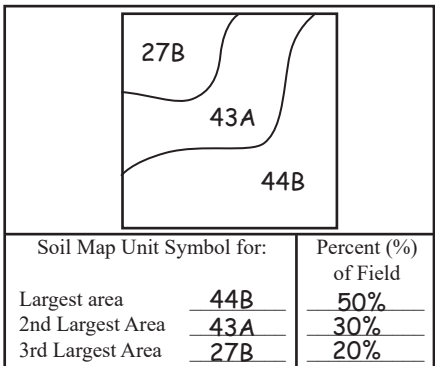 27B
43A
44B
Soil Map Unit Symbol for: Percent (%)
of Field
Largest area 44B 50%
2nd Largest Area 43A 30%
3rd Largest Area 27B 20%